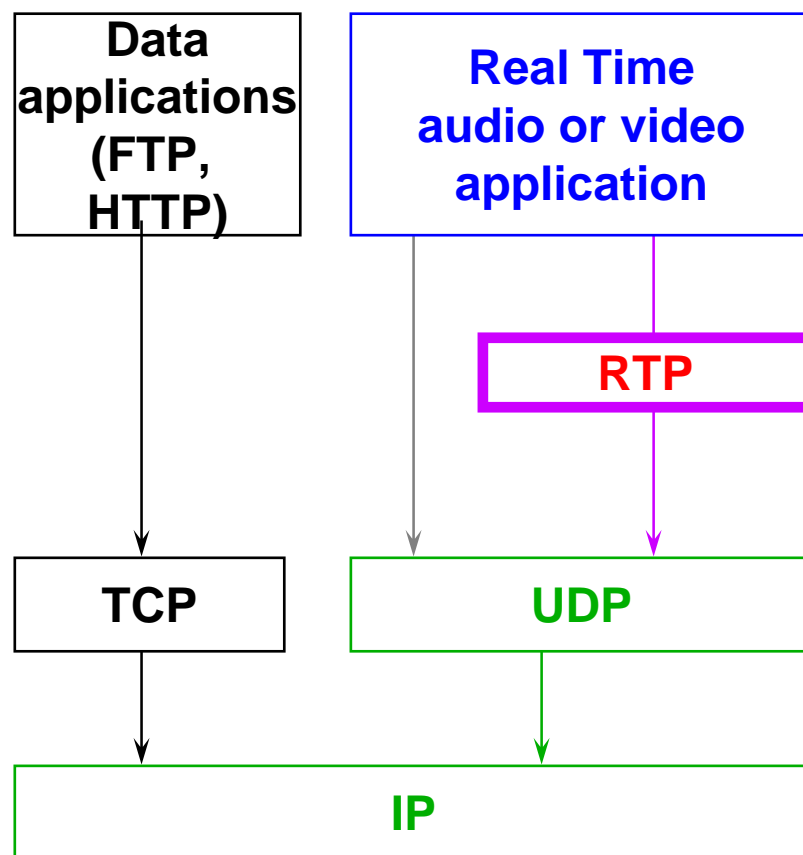 Data
applications
(FTP,
HTTP)
Real Time
audio or video
application
RTP
TCP
UDP
IP